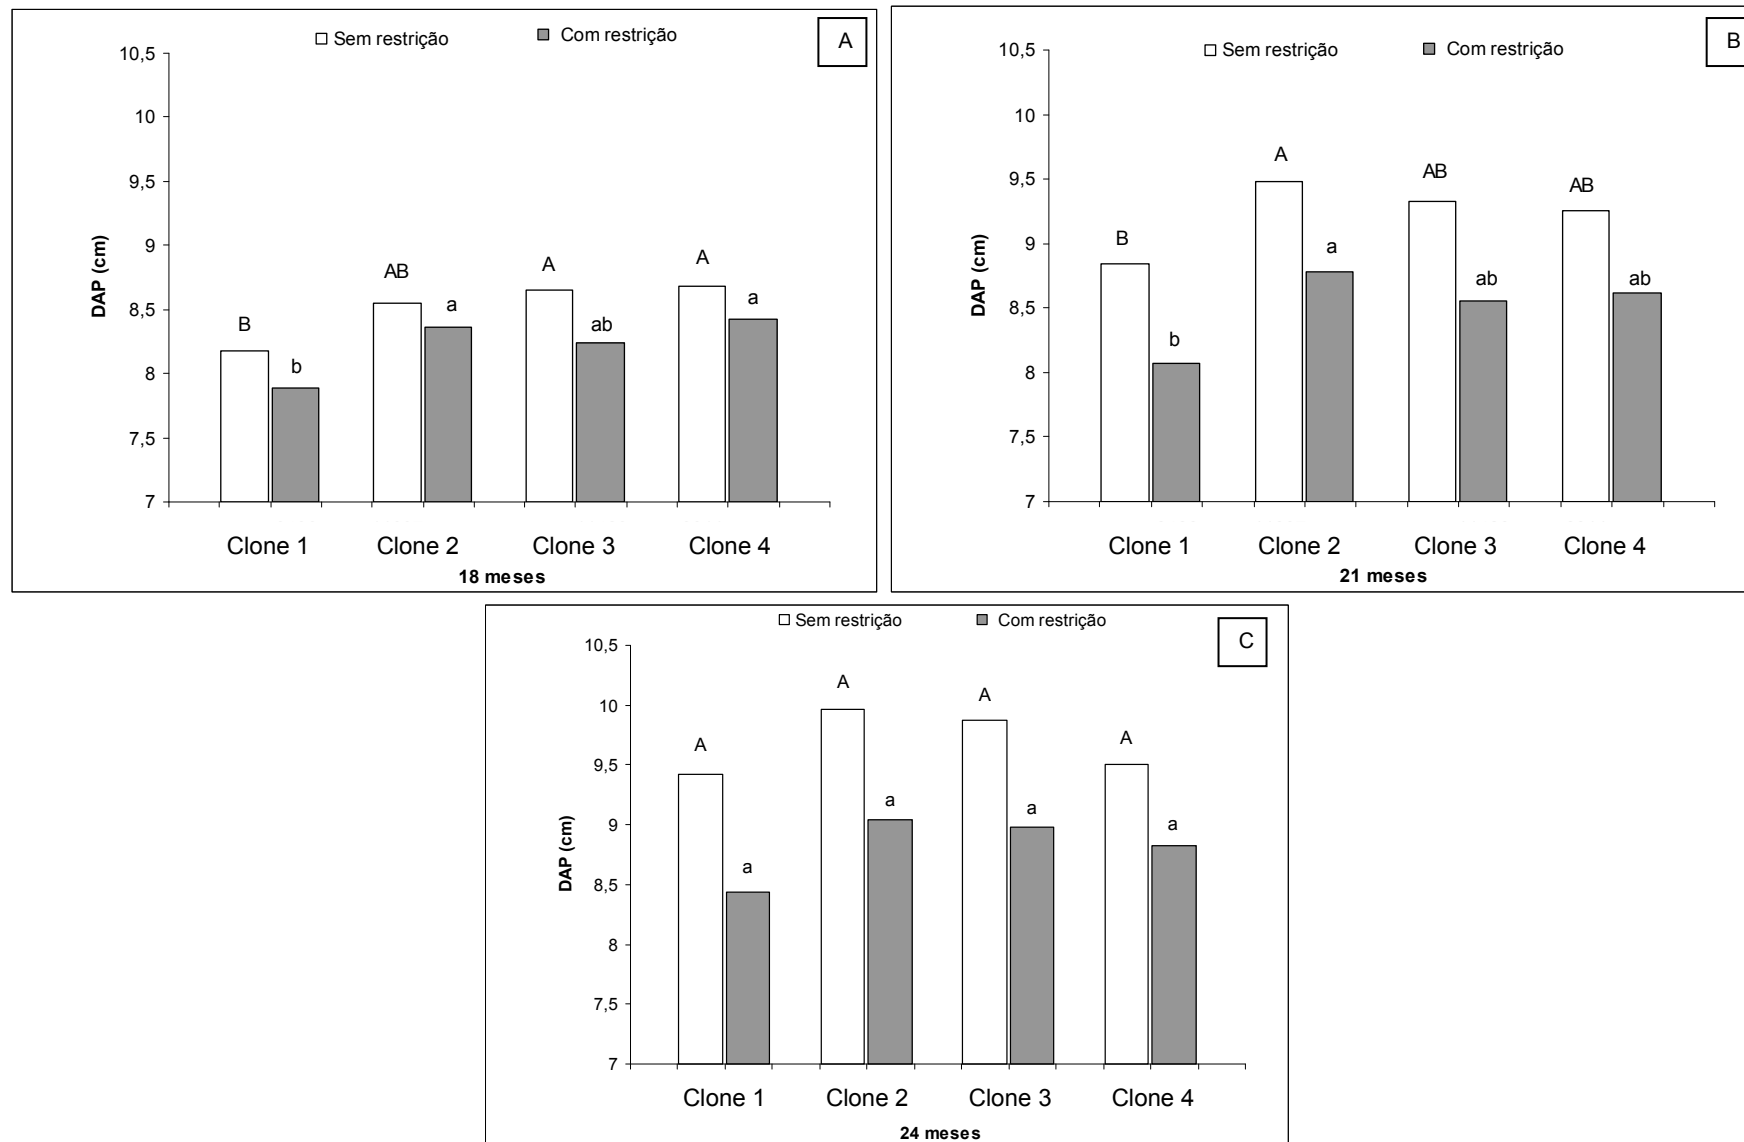 Sem restrição Com restrição A
10,5
10
9,5
9
8,5
8
7,5
7
DAP (cm)
B b AB a A ab A a
Clone 1 Clone 2 Clone 3 Clone 4
18 meses
Sem restrição Com restrição B
10,5
10
9,5
9
8,5
8
7,5
7
DAP (cm)
B b A a AB ab AB ab
Clone 1 Clone 2 Clone 3 Clone 4
21 meses
Sem restrição Com restrição C
10,5
10
9,5
9
8,5
8
7,5
7
DAP (cm)
A a A a A a A a
Clone 1 Clone 2 Clone 3 Clone 4
24 meses